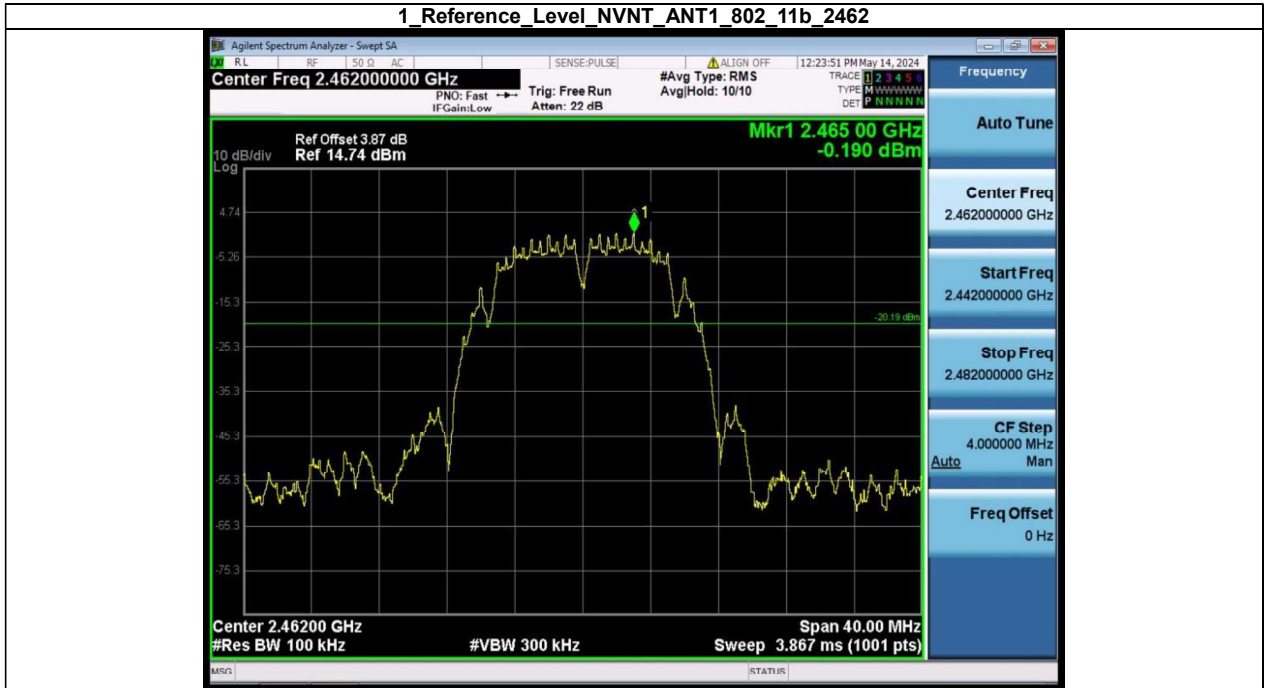 1_Reference_Level_NVNT_ANT1_802_11b_2462
Agilent Spectrum Analyzer - Swept SA
LXI RL RF 50 Ω AC SENSE:PULSE ALIGN OFF 12:23:51 PM May 14, 2024
Center Freq 2.462000000 GHz
PNO: Fast
IFGain:Low
Trig: Free Run
Atten: 22 dB
#Avg Type: RMS
Avg|Hold: 10/10
TRACE 1 2 3 4 5 6
TYPE M WWWWW
DET P N N N N N
Ref Offset 3.87 dB
10 dB/div Ref 14.74 dBm
Log
Mkr1 2.465 00 GHz
-0.190 dBm
1
4.74
-5.26
-15.3
-20.19 dBm
-25.3
-35.3
-45.3
-55.3
-65.3
-75.3
Center 2.46200 GHz Span 40.00 MHz
#Res BW 100 kHz #VBW 300 kHz Sweep 3.867 ms (1001 pts)
MSG STATUS
Frequency
Auto Tune
Center Freq
2.462000000 GHz
Start Freq
2.442000000 GHz
Stop Freq
2.482000000 GHz
CF Step
4.000000 MHz
Auto Man
Freq Offset
0 Hz